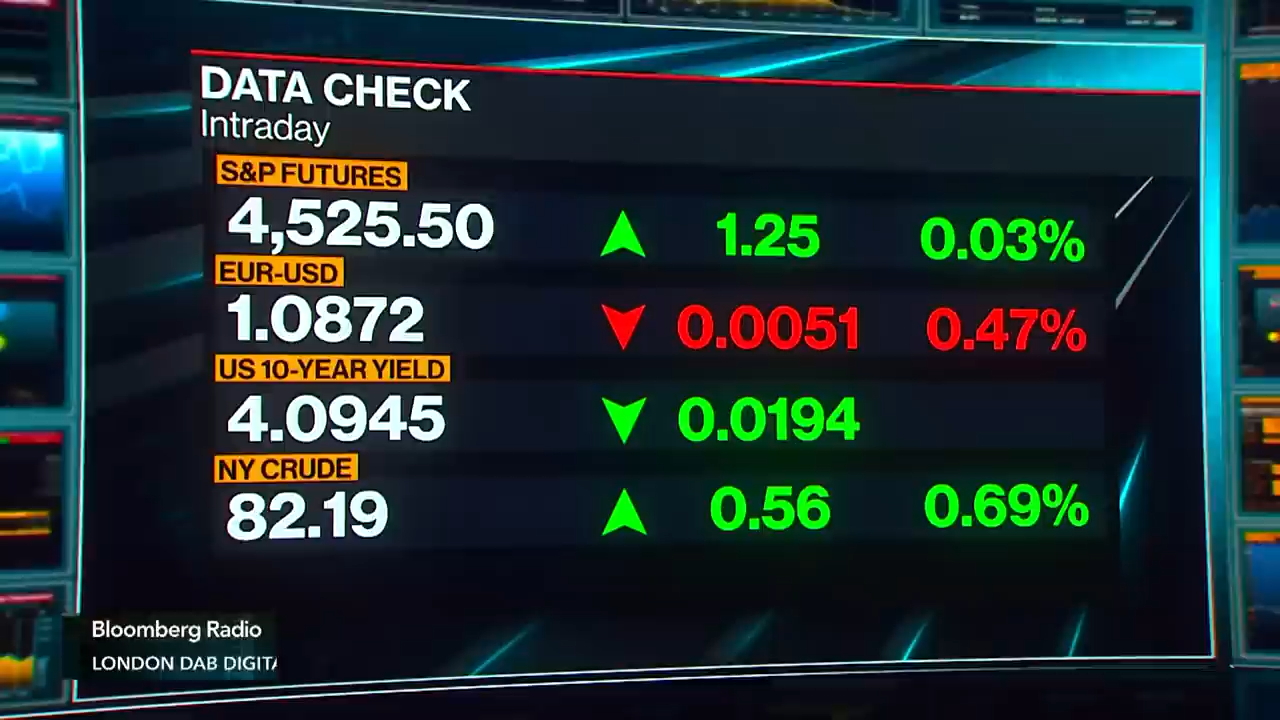 DATA CHECK
Intraday
S&P FUTURES
4,525.50 ▲ 1.25 0.03%
EUR-USD
1.0872 ▼ 0.0051 0.47%
US 10-YEAR YIELD
4.0945 ▼ 0.0194
NY CRUDE
82.19 ▲ 0.56 0.69%
Bloomberg Radio
LONDON DAB DIGITA